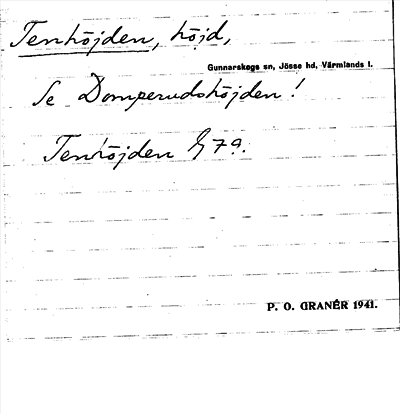 Tenhöjden, höjd,
Gunnarskogs sn, Jösse hd, Värmlands l.
Se Domperudshöjden!
Tenhöjden G 79.
P. O. GRANÉR 1941.